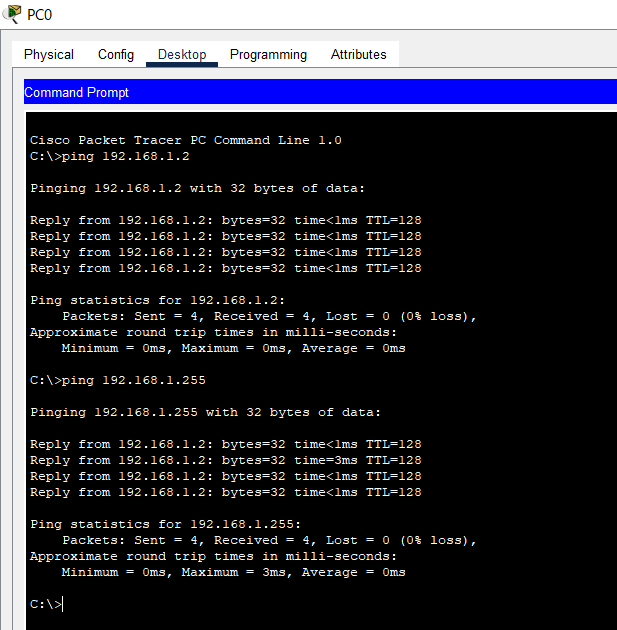 PC0
Physical Config Desktop Programming Attributes
Command Prompt
Cisco Packet Tracer PC Command Line 1.0
C:\>ping 192.168.1.2
Pinging 192.168.1.2 with 32 bytes of data:
Reply from 192.168.1.2: bytes=32 time<1ms TTL=128
Reply from 192.168.1.2: bytes=32 time<1ms TTL=128
Reply from 192.168.1.2: bytes=32 time<1ms TTL=128
Reply from 192.168.1.2: bytes=32 time<1ms TTL=128
Ping statistics for 192.168.1.2:
Packets: Sent = 4, Received = 4, Lost = 0 (0% loss),
Approximate round trip times in milli-seconds:
Minimum = 0ms, Maximum = 0ms, Average = 0ms
C:\>ping 192.168.1.255
Pinging 192.168.1.255 with 32 bytes of data:
Reply from 192.168.1.2: bytes=32 time<1ms TTL=128
Reply from 192.168.1.2: bytes=32 time=3ms TTL=128
Reply from 192.168.1.2: bytes=32 time<1ms TTL=128
Reply from 192.168.1.2: bytes=32 time<1ms TTL=128
Ping statistics for 192.168.1.255:
Packets: Sent = 4, Received = 4, Lost = 0 (0% loss),
Approximate round trip times in milli-seconds:
Minimum = 0ms, Maximum = 3ms, Average = 0ms
C:\>